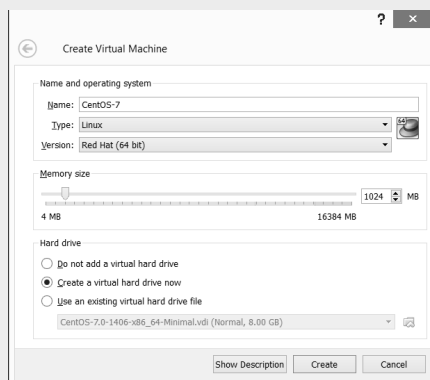 ? ×
Create Virtual Machine
Name and operating system
Name: CentOS-7
Type: Linux
64
Version: Red Hat (64 bit)
Memory size
1024 MB
4 MB 16384 MB
Hard drive
Do not add a virtual hard drive
Create a virtual hard drive now
Use an existing virtual hard drive file
CentOS-7.0-1406-x86_64-Minimal.vdi (Normal, 8.00 GB)
Show Description Create Cancel